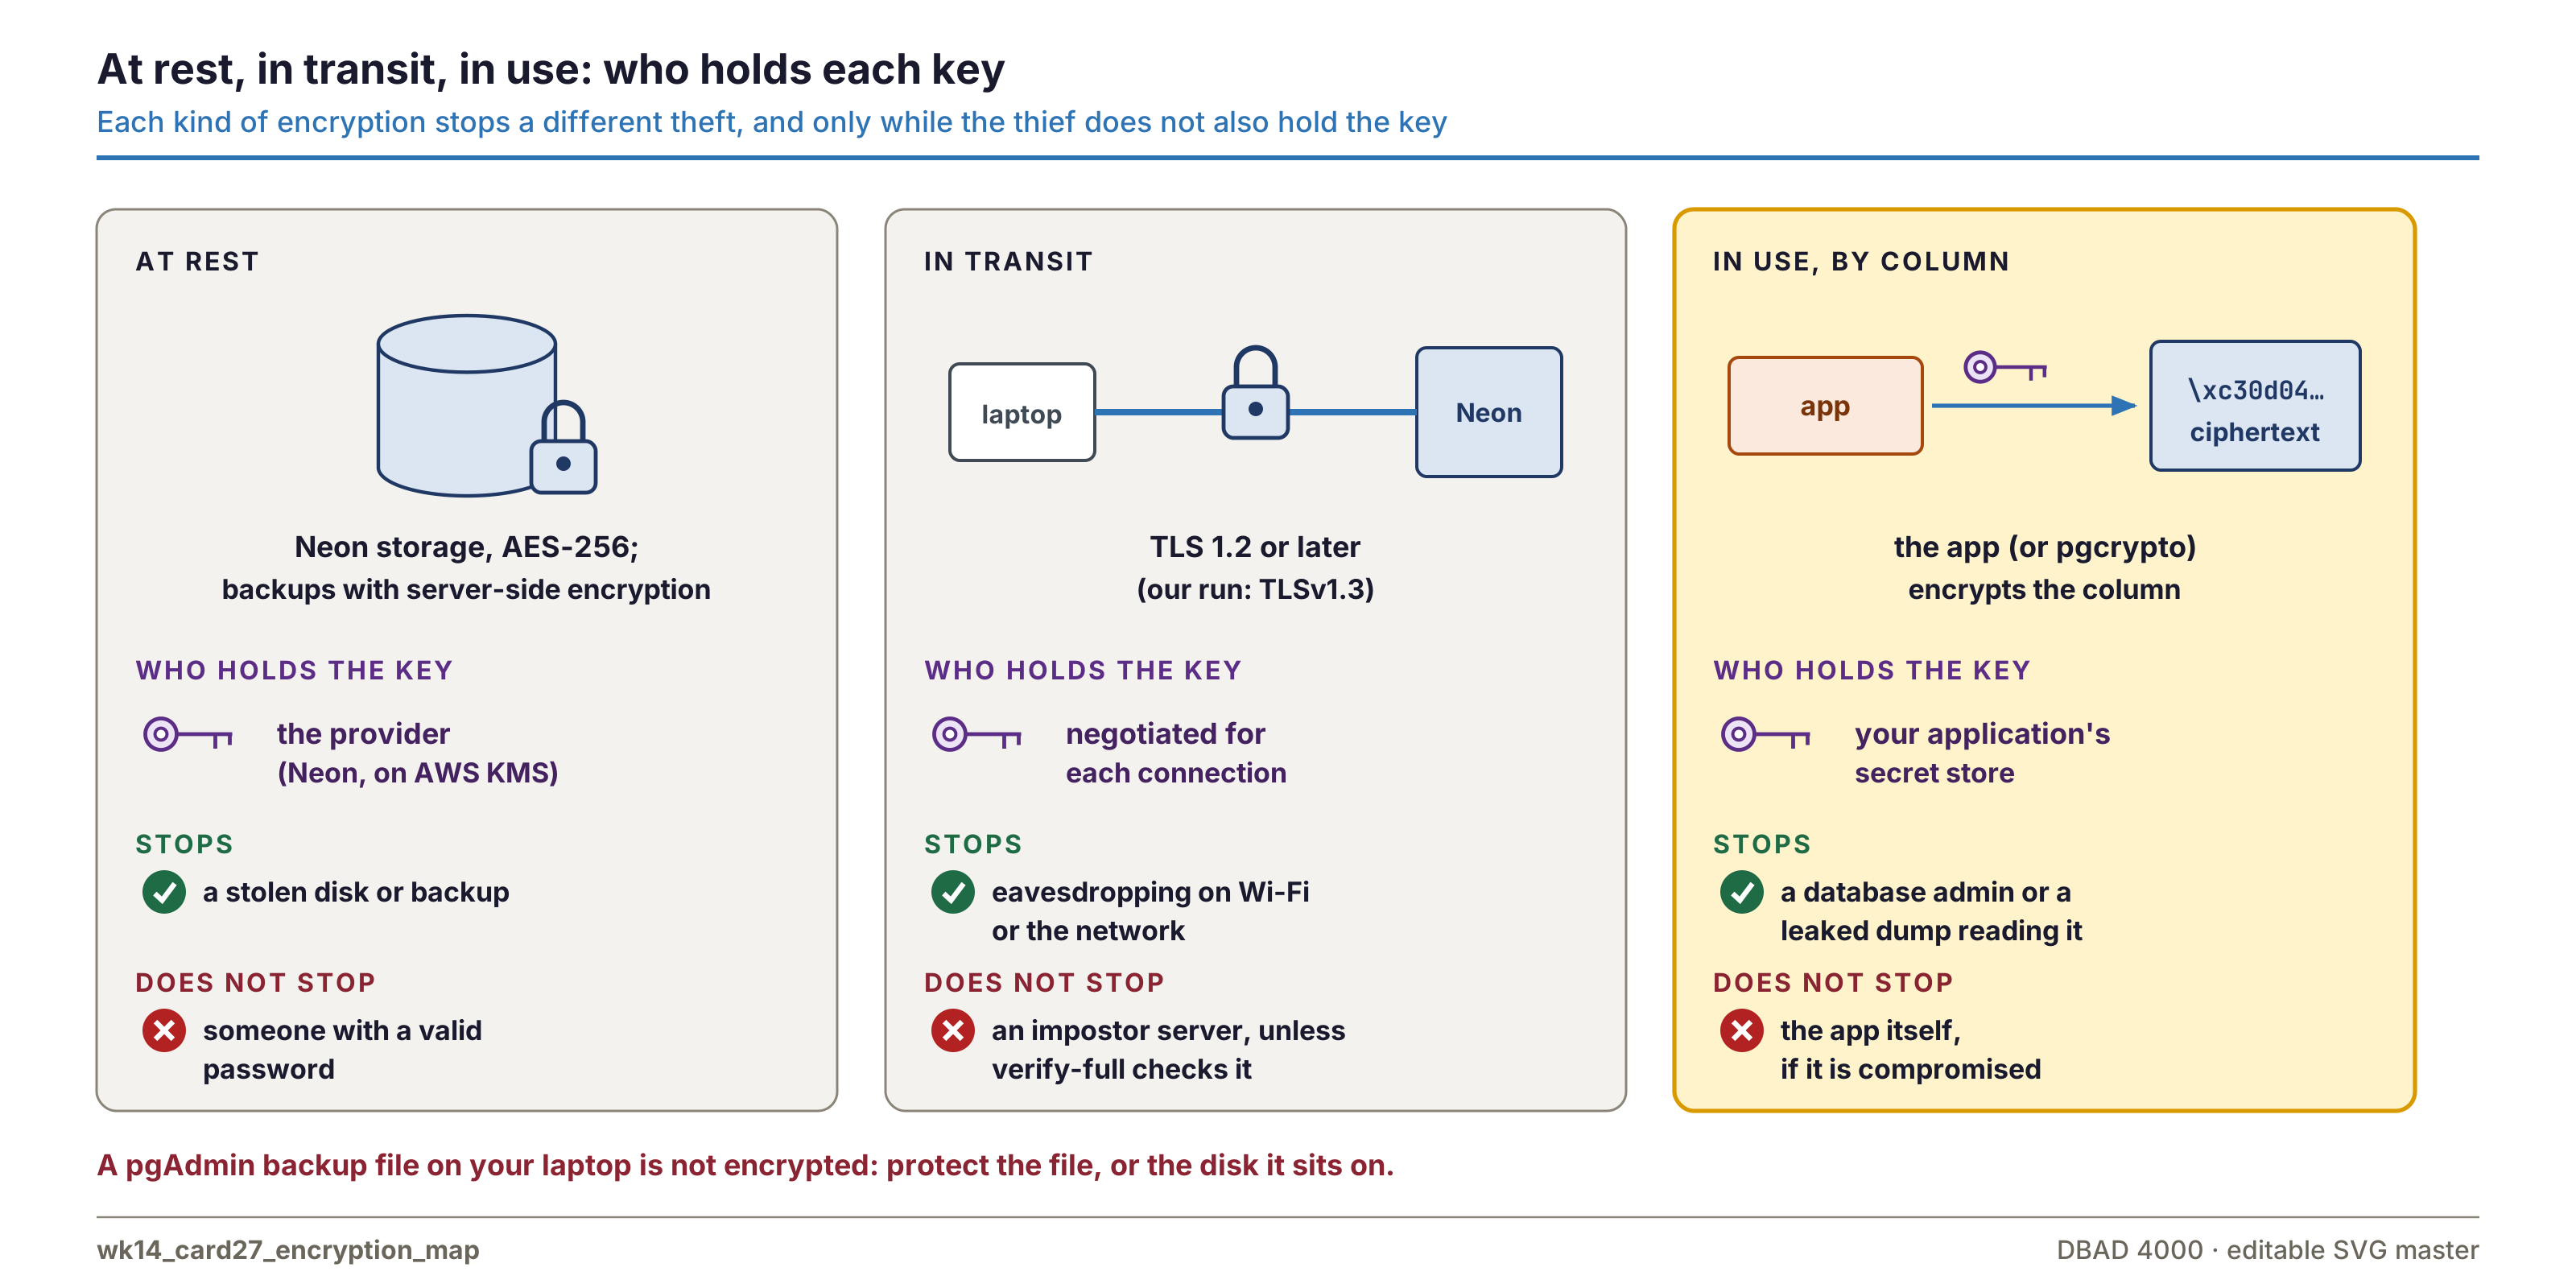 At rest, in transit, in use: who holds each key
Each kind of encryption stops a different theft, and only while the thief does not also hold the key
AT REST
Neon storage, AES-256;
backups with server-side encryption
WHO HOLDS THE KEY
the provider
(Neon, on AWS KMS)
STOPS
a stolen disk or backup
DOES NOT STOP
someone with a valid
password
IN TRANSIT
laptop
Neon
TLS 1.2 or later
(our run: TLSv1.3)
WHO HOLDS THE KEY
negotiated for
each connection
STOPS
eavesdropping on Wi-Fi
or the network
DOES NOT STOP
an impostor server, unless
verify-full checks it
IN USE, BY COLUMN
app
\xc30d04…
ciphertext
the app (or pgcrypto)
encrypts the column
WHO HOLDS THE KEY
your application's
secret store
STOPS
a database admin or a
leaked dump reading it
DOES NOT STOP
the app itself,
if it is compromised
A pgAdmin backup file on your laptop is not encrypted: protect the file, or the disk it sits on.
wk14_card27_encryption_map
DBAD 4000 · editable SVG master